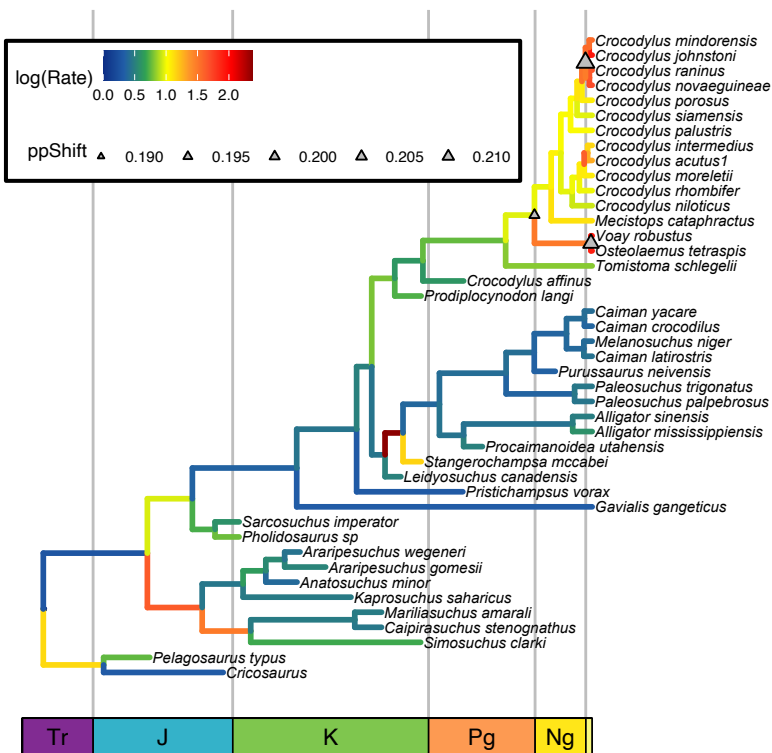 log(Rate)
0.0 0.5 1.0 1.5 2.0
ppShift 0.190 0.195 0.200 0.205 0.210
Crocodylus mindorensis
Crocodylus johnstoni
Crocodylus raninus
Crocodylus novaeguineae
Crocodylus porosus
Crocodylus siamensis
Crocodylus palustris
Crocodylus intermedius
Crocodylus acutus1
Crocodylus moreletii
Crocodylus rhombifer
Crocodylus niloticus
Mecistops cataphractus
Voay robustus
Osteolaemus tetraspis
Tomistoma schlegelii
Crocodylus affinus
Prodiplocynodon langi
Caiman yacare
Caiman crocodilus
Melanosuchus niger
Caiman latirostris
Purussaurus neivensis
Paleosuchus trigonatus
Paleosuchus palpebrosus
Alligator sinensis
Alligator mississippiensis
Procaimanoidea utahensis
Stangerochampsa mccabei
Leidyosuchus canadensis
Pristichampsus vorax
Gavialis gangeticus
Sarcosuchus imperator
Pholidosaurus sp
Araripesuchus wegeneri
Araripesuchus gomesii
Anatosuchus minor
Kaprosuchus saharicus
Mariliasuchus amarali
Caipirasuchus stenognathus
Simosuchus clarki
Pelagosaurus typus
Cricosaurus
Tr J K Pg Ng